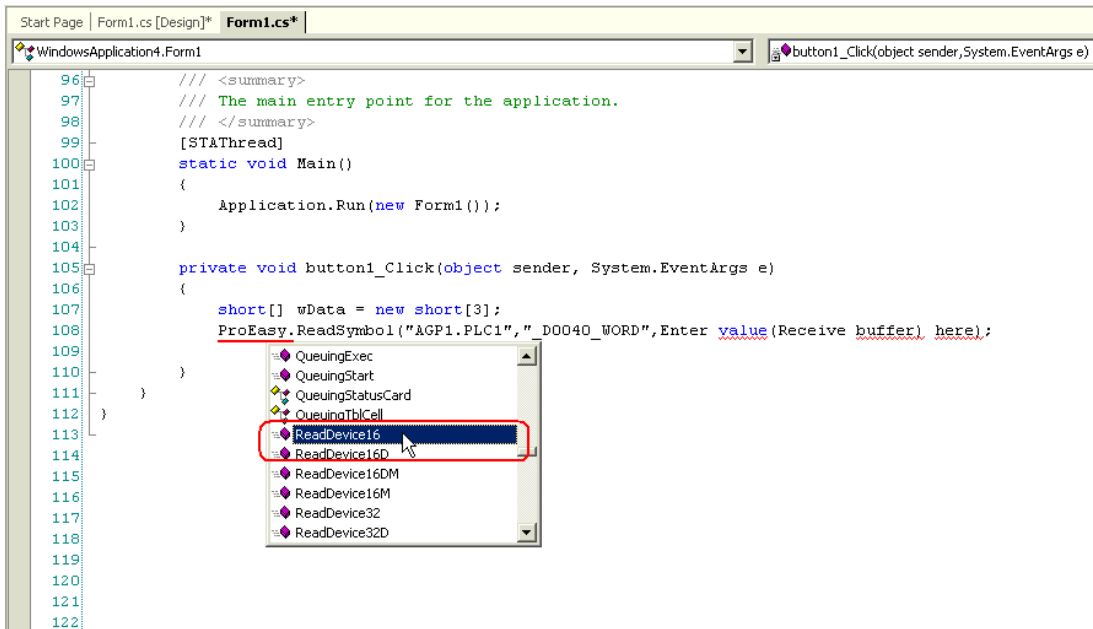 Start Page | Form1.cs [Design]* Form1.cs*
WindowsApplication4.Form1 button1_Click(object sender,System.EventArgs e)
96 /// <summary>
97 /// The main entry point for the application.
98 /// </summary>
99 [STAThread]
100 static void Main()
101 {
102 Application.Run(new Form1());
103 }
104
105 private void button1_Click(object sender, System.EventArgs e)
106 {
107 short[] wData = new short[3];
108 ProEasy.ReadSymbol("AGP1.PLC1","_D0040_WORD",Enter value(Receive buffer) here);
109 QueuingExec
110 } QueuingStart
111 } QueuingStatusCard
112 } QueuingTblCell
113 ReadDevice16
114 ReadDevice16D
115 ReadDevice16DM
116 ReadDevice16M
117 ReadDevice32
118 ReadDevice32D
119
120
121
122